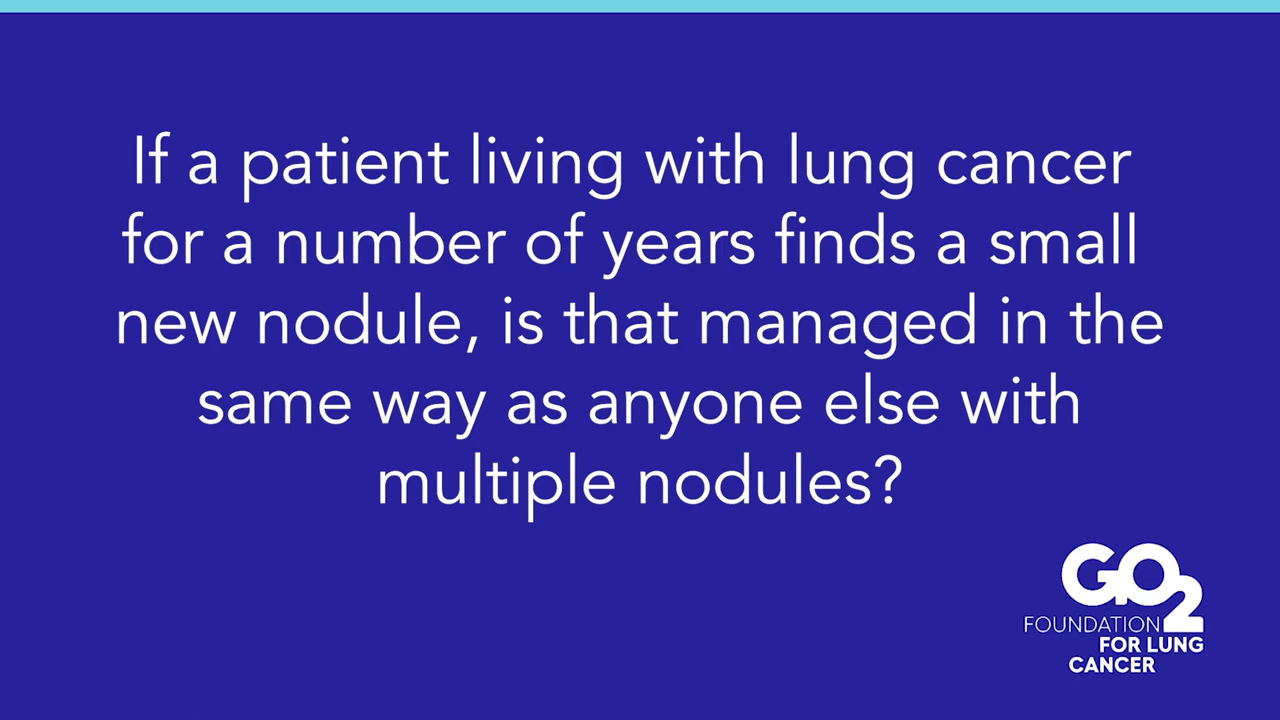 If a patient living with lung cancer
for a number of years finds a small
new nodule, is that managed in the
same way as anyone else with
multiple nodules?
GO2
FOUNDATION
FOR LUNG
CANCER